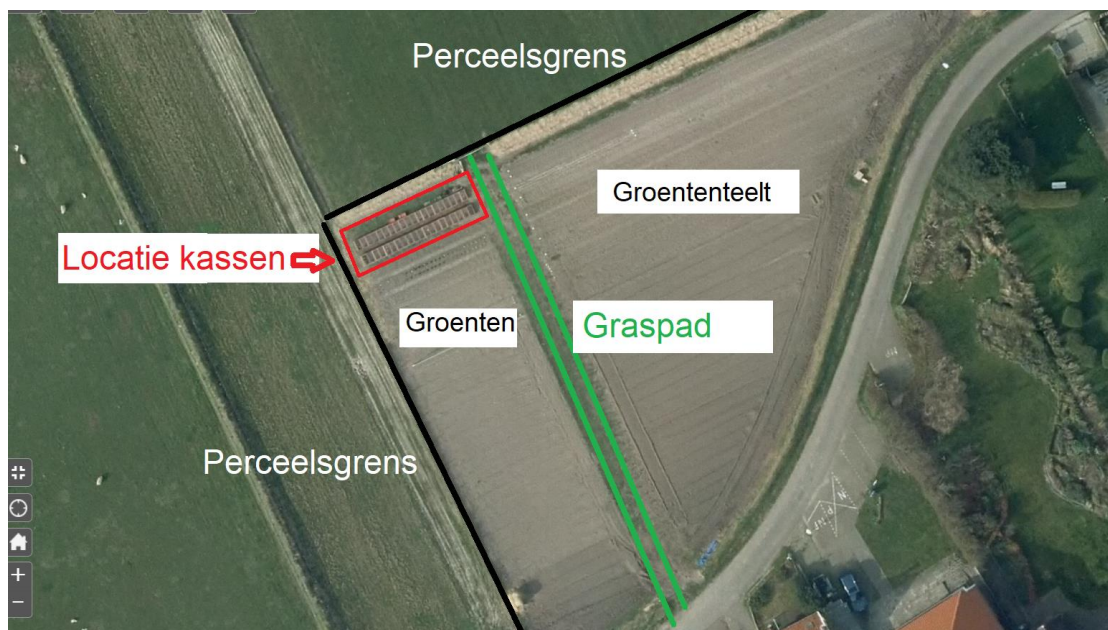 Perceelsgrens
Groententeelt
Locatie kassen
Groenten
Graspad
Perceelsgrens